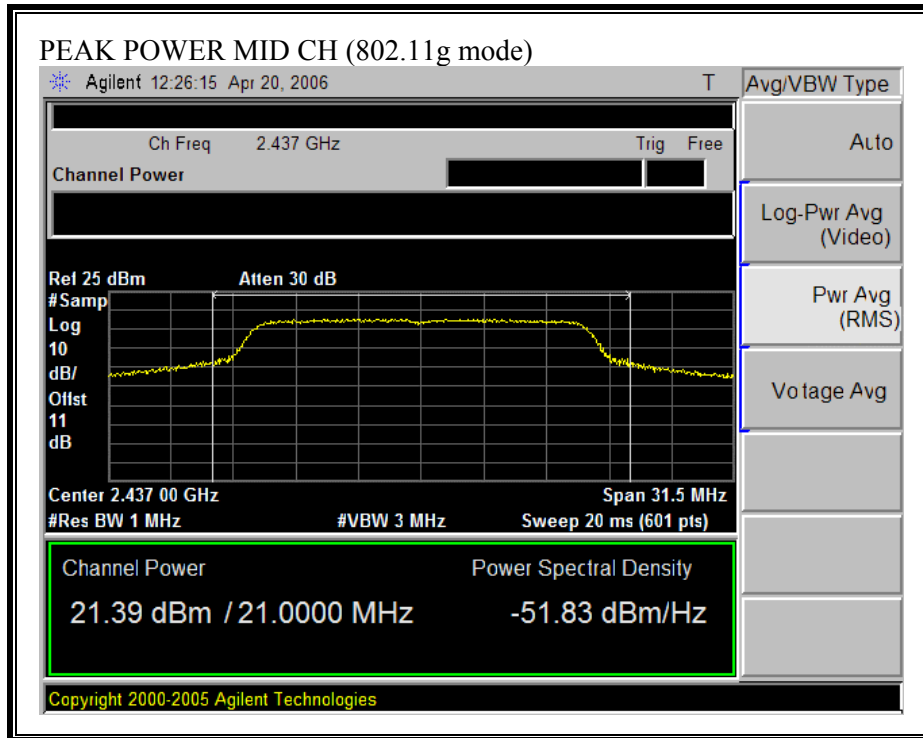 PEAK POWER MID CH (802.11g mode)
Agilent 12:26:15 Apr 20, 2006 T
Avg/VBW Type
Ch Freq 2.437 GHz Trig Free
Channel Power
Auto
Log-Pwr Avg
(Video)
Ref 25 dBm Atten 30 dB
#Samp
Log
10
dB/
Offst
11
dB
Pwr Avg
(RMS)
Votage Avg
Center 2.437 00 GHz Span 31.5 MHz
#Res BW 1 MHz #VBW 3 MHz Sweep 20 ms (601 pts)
Channel Power Power Spectral Density
21.39 dBm / 21.0000 MHz -51.83 dBm/Hz
Copyright 2000-2005 Agilent Technologies